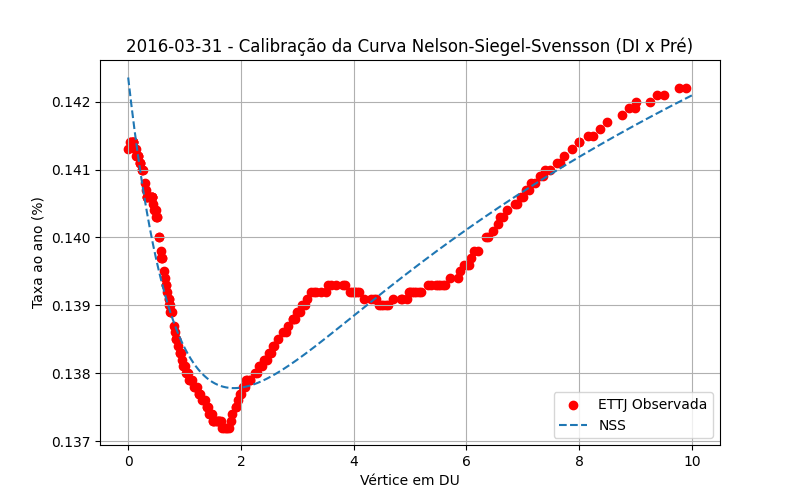 2016-03-31 - Calibração da Curva Nelson-Siegel-Svensson (DI x Pré)
Taxa ao ano (%)
0.142
0.141
0.140
0.139
0.138
0.137
0 2 4 6 8 10
Vértice em DU
ETTJ Observada
NSS